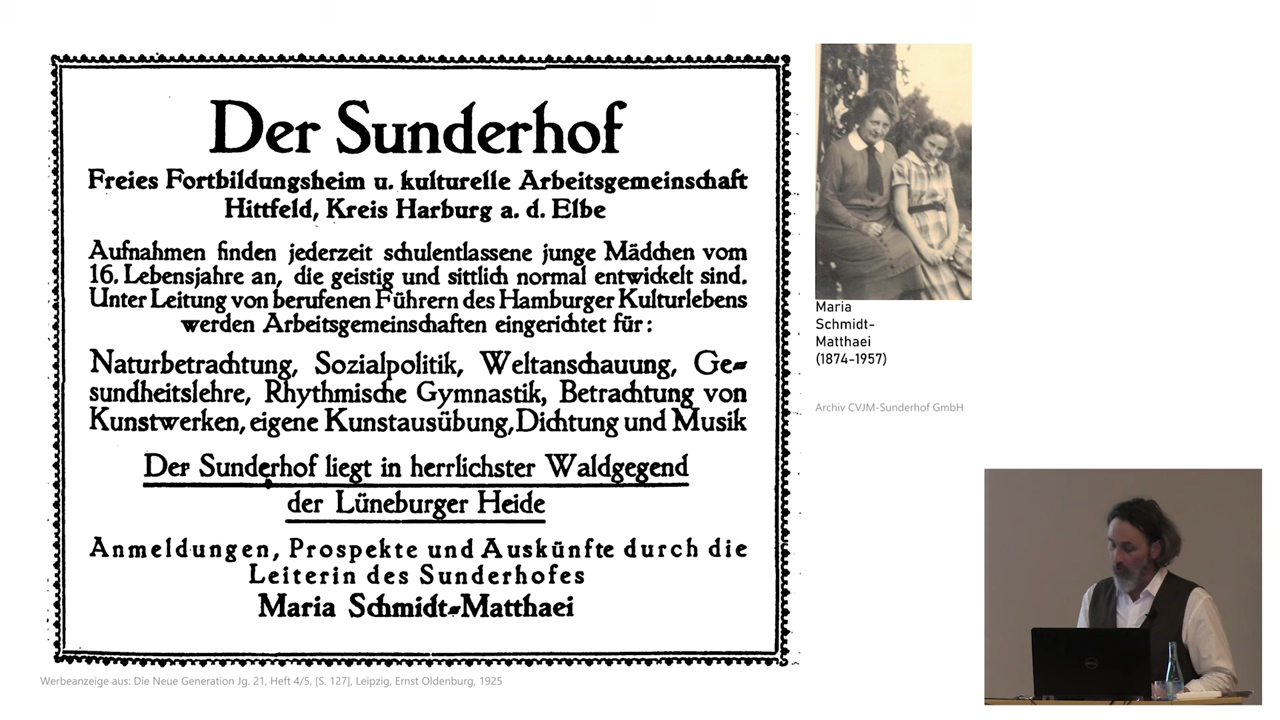 Der Sunderhof
Freies Fortbildungsheim u. kulturelle Arbeitsgemeinschaft
Hittfeld, Kreis Harburg a. d. Elbe
Aufnahmen finden jederzeit schulentlassene junge Mädchen vom
16. Lebensjahre an, die geistig und sittlich normal entwickelt sind.
Unter Leitung von berufenen Führern des Hamburger Kulturlebens
werden Arbeitsgemeinschaften eingerichtet für:
Naturbetrachtung, Sozialpolitik, Weltanschauung, Ge-
sundheitslehre, Rhythmische Gymnastik, Betrachtung von
Kunstwerken, eigene Kunstausübung, Dichtung und Musik
Der Sunderhof liegt in herrlichster Waldgegend
der Lüneburger Heide
Anmeldungen, Prospekte und Auskünfte durch die
Leiterin des Sunderhofes
Maria Schmidt-Matthaei
Werbeanzeige aus: Die Neue Generation Jg. 21, Heft 4/5, [S. 127], Leipzig, Ernst Oldenburg, 1925
Maria
Schmidt-
Matthaei
(1874-1957)
Archiv CVJM-Sunderhof GmbH
DELL